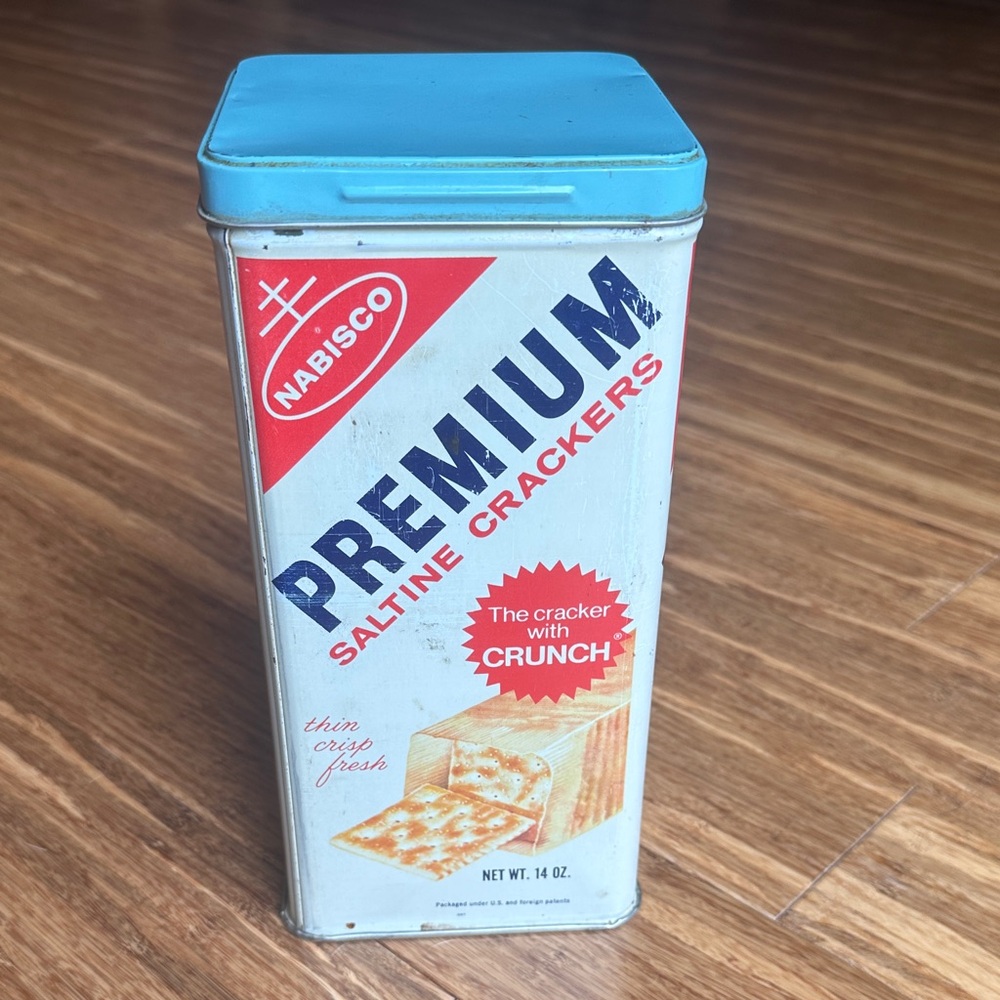 NABISCO
®
PREMIUM
SALTINE CRACKERS
The cracker
with
CRUNCH®
thin
crisp
fresh
NET WT. 14 OZ.
Packaged under U.S. and foreign patents